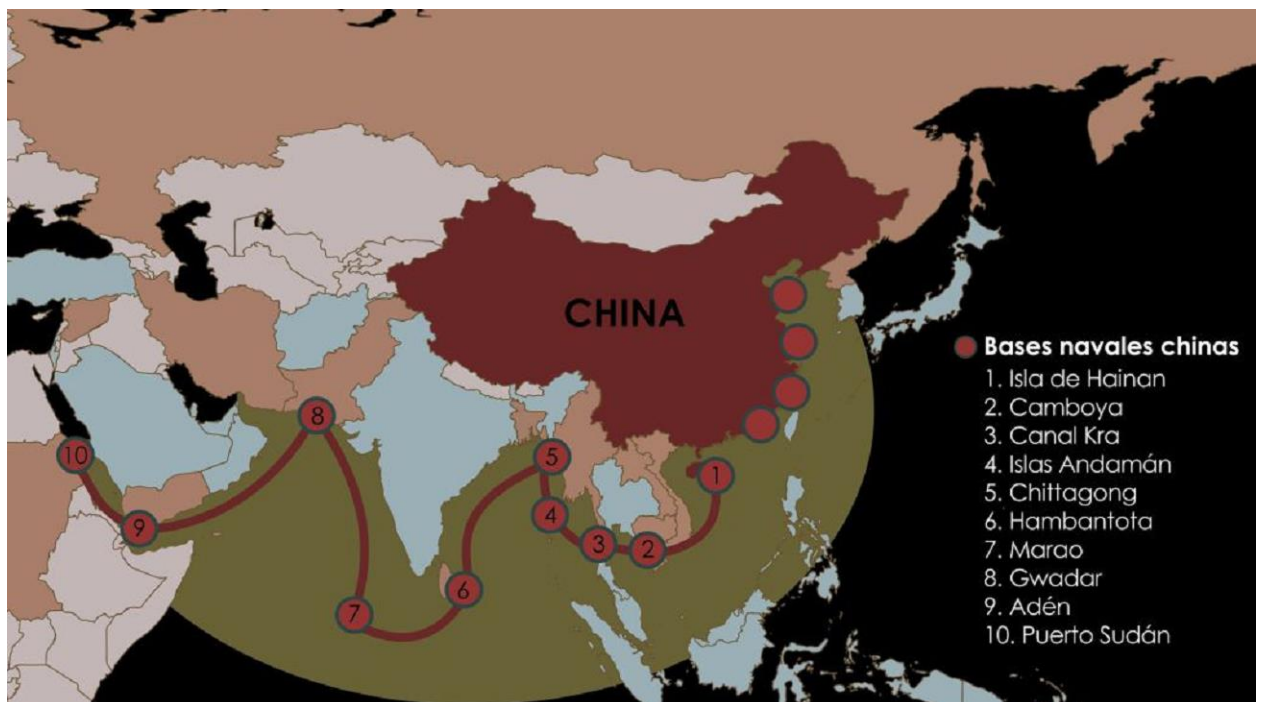 CHINA
Bases navales chinas
1. Isla de Hainan
2. Camboya
3. Canal Kra
4. Islas Andamán
5. Chittagong
6. Hambantota
7. Marao
8. Gwadar
9. Adén
10. Puerto Sudán
8
10
5
1
4
9
3
2
6
7